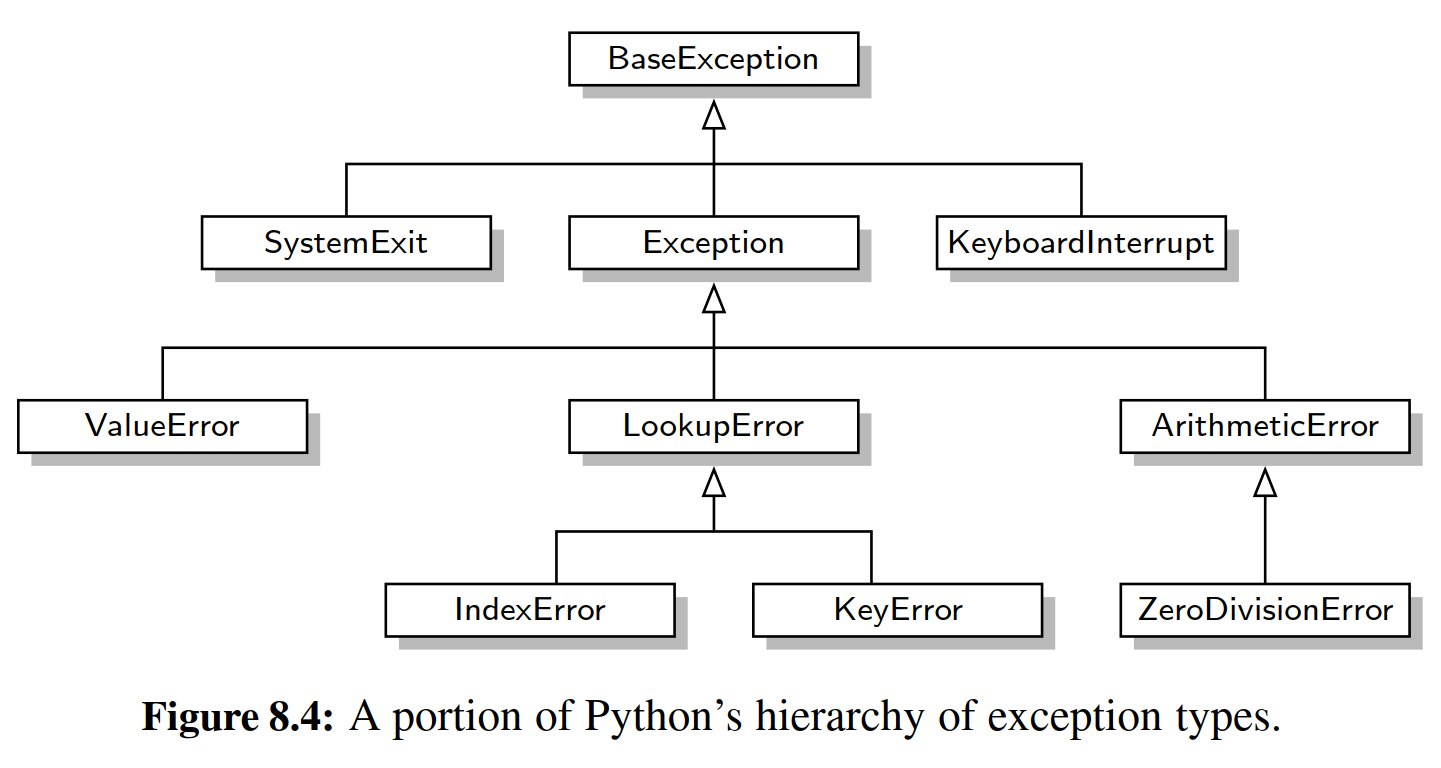 BaseException
SystemExit
Exception
KeyboardInterrupt
ValueError
LookupError
ArithmeticError
IndexError
KeyError
ZeroDivisionError
Figure 8.4: A portion of Python’s hierarchy of exception types.